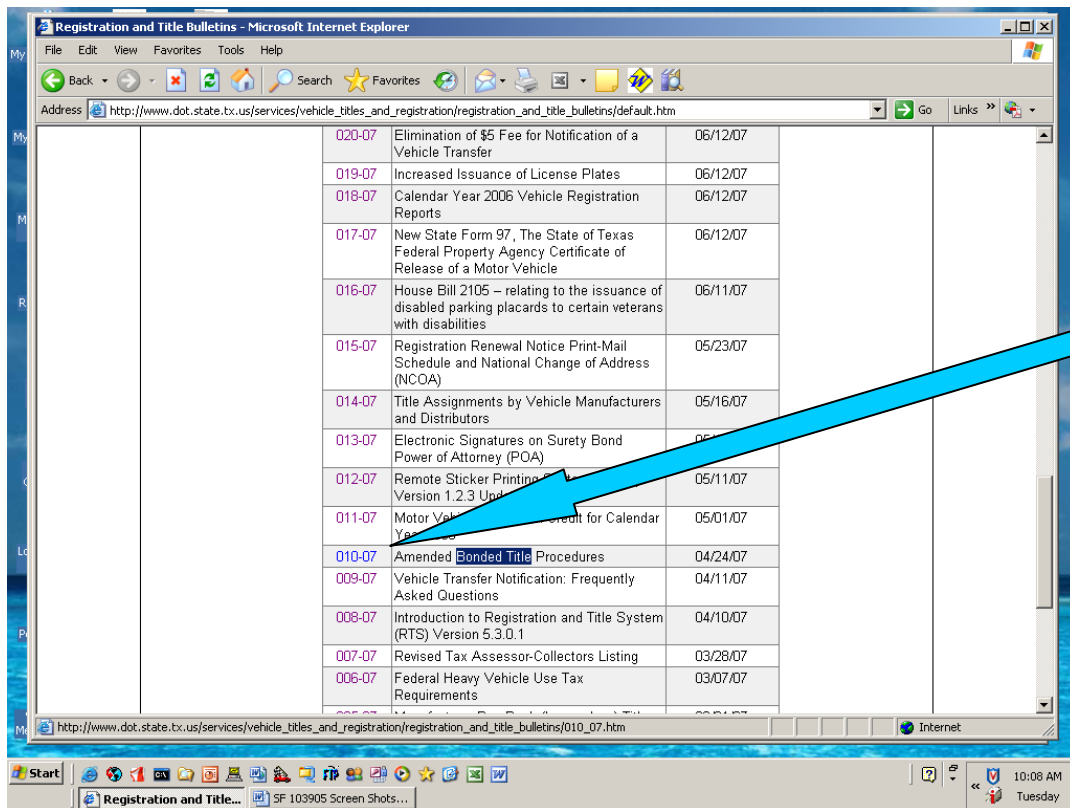 Registration and Title Bulletins - Microsoft Internet Explorer
File Edit View Favorites Tools Help
Back Search Favorites
Address http://www.dot.state.tx.us/services/vehicle_titles_and_registration/registration_and_title_bulletins/default.htm Go Links »
020-07 Elimination of $5 Fee for Notification of a 06/12/07
Vehicle Transfer
019-07 Increased Issuance of License Plates 06/12/07
018-07 Calendar Year 2006 Vehicle Registration 06/12/07
Reports
017-07 New State Form 97, The State of Texas 06/12/07
Federal Property Agency Certificate of
Release of a Motor Vehicle
016-07 House Bill 2105 – relating to the issuance of 06/11/07
disabled parking placards to certain veterans
with disabilities
015-07 Registration Renewal Notice Print-Mail 05/23/07
Schedule and National Change of Address
(NCOA)
014-07 Title Assignments by Vehicle Manufacturers 05/16/07
and Distributors
013-07 Electronic Signatures on Surety Bond
Power of Attorney (POA)
012-07 Remote Sticker Printing 05/11/07
Version 1.2.3
011-07 Motor for Calendar 05/01/07
010-07 Amended Bonded Title Procedures 04/24/07
009-07 Vehicle Transfer Notification: Frequently 04/11/07
Asked Questions
008-07 Introduction to Registration and Title System 04/10/07
(RTS) Version 5.3.0.1
007-07 Revised Tax Assessor-Collectors Listing 03/28/07
006-07 Federal Heavy Vehicle Use Tax 03/07/07
Requirements
http://www.dot.state.tx.us/services/vehicle_titles_and_registration/registration_and_title_bulletins/010_07.htm Internet
Start 10:08 AM
Registration and Title... SF 103905 Screen Shots... Tuesday